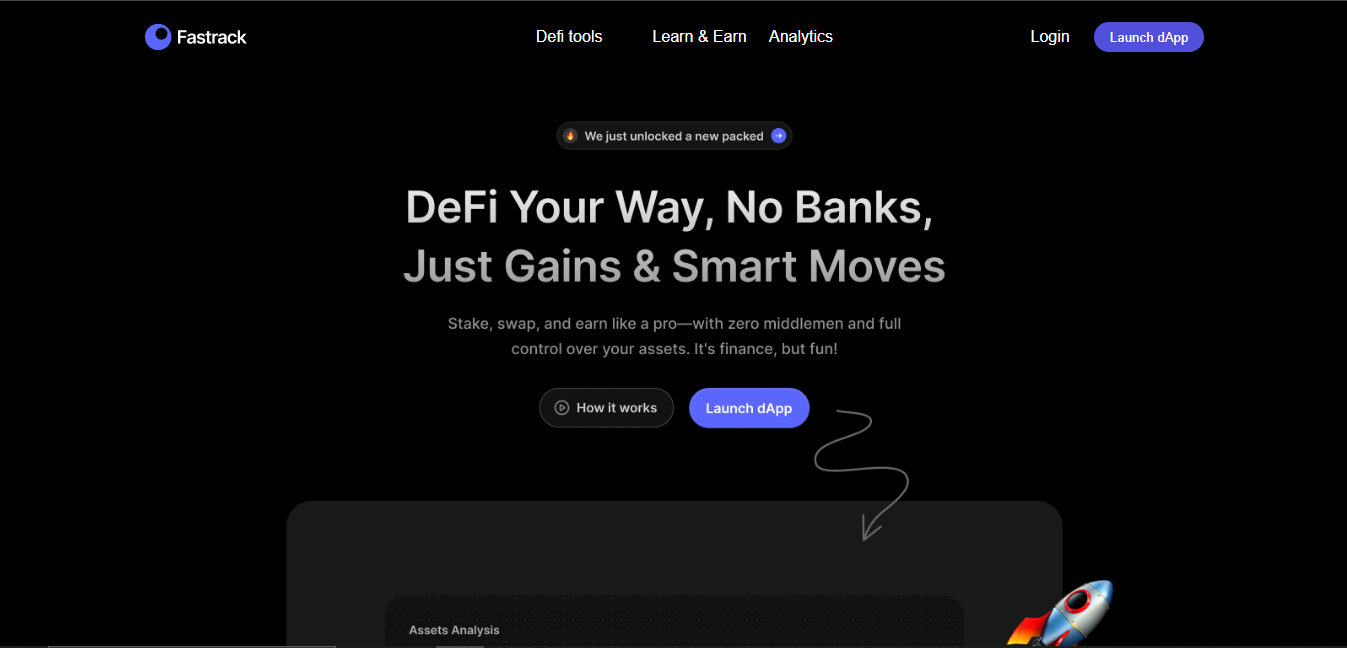 Fastrack
Defi tools
Learn & Earn
Analytics
Login
Launch dApp
We just unlocked a new packed
DeFi Your Way, No Banks,
Just Gains & Smart Moves
Stake, swap, and earn like a pro—with zero middlemen and full
control over your assets. It's finance, but fun!
How it works
Launch dApp
Assets Analysis